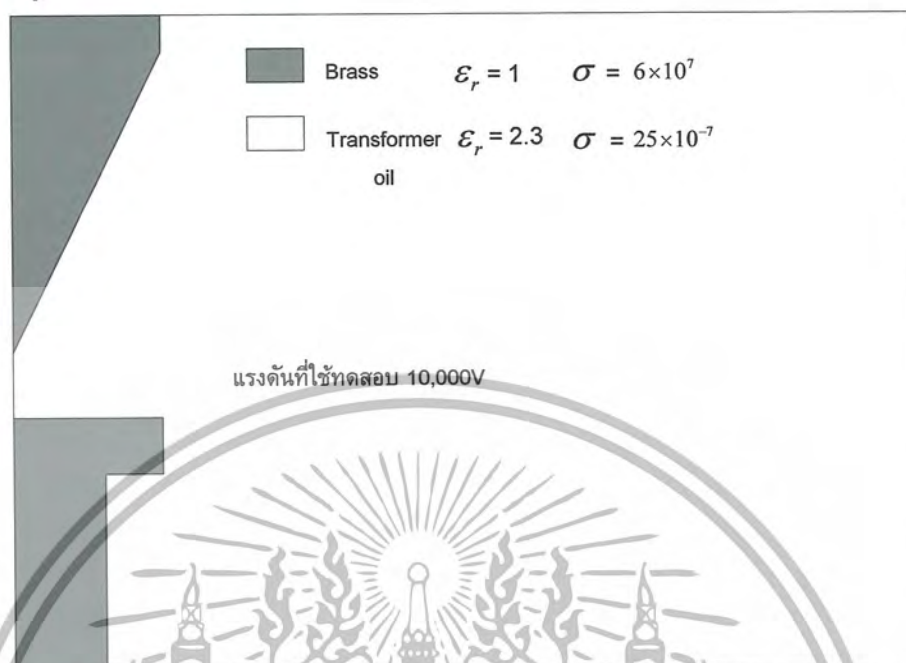 Brass εᵣ = 1 σ = 6×10⁷
Transformer εᵣ = 2.3 σ = 25×10⁻⁷
oil
แรงดันที่ใช้ทดสอบ 10,000V